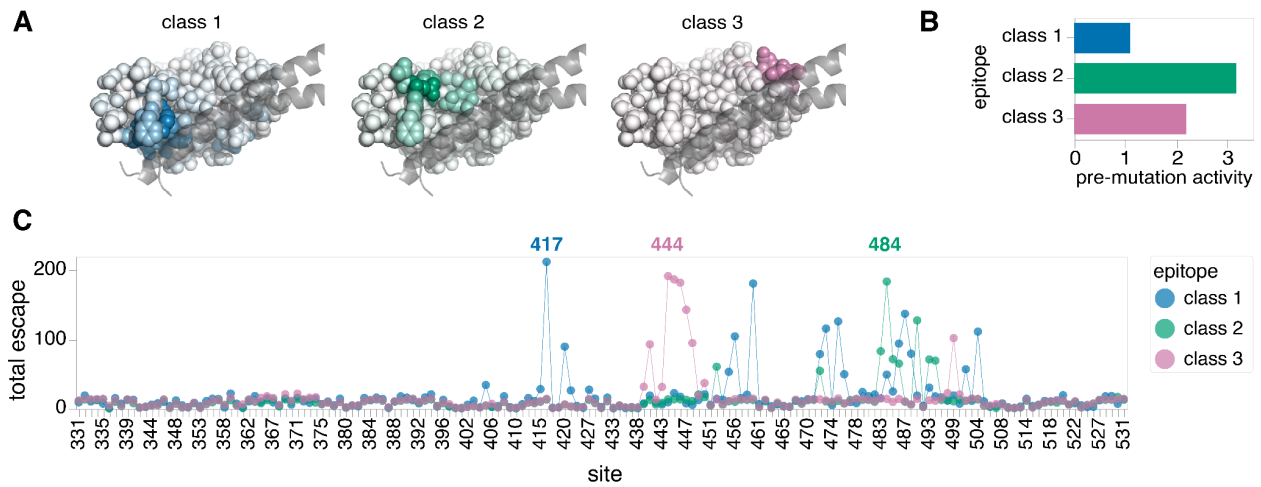 A
class 1
class 2
class 3
B
epitope
class 1
class 2
class 3
0 1 2 3
pre-mutation activity
C
417 444 484
total escape
200
100
0
331 335 339 344 348 353 358 362 367 371 375 380 384 388 392 396 402 406 410 415 420 427 433 438 443 447 451 456 461 465 470 474 478 483 487 493 499 504 508 514 518 522 527 531
site
epitope
class 1
class 2
class 3